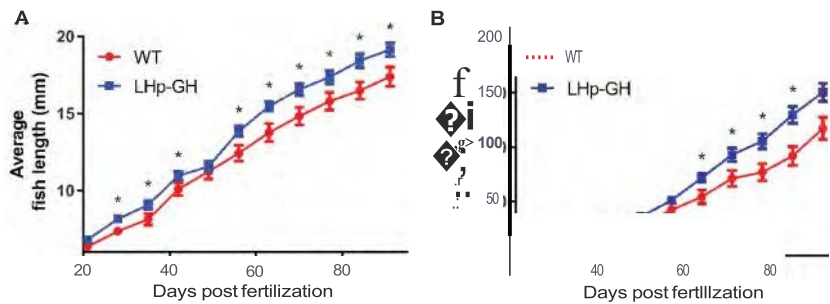 A
20
15
10
Average
fish length (mm)
WT
LHp-GH
* * * * * * * * *
20 40 60 80
Days post fertilization
B
200
150
100
50
WT
LHp-GH
* * * *
40 60 80
Days post fertIlIzation